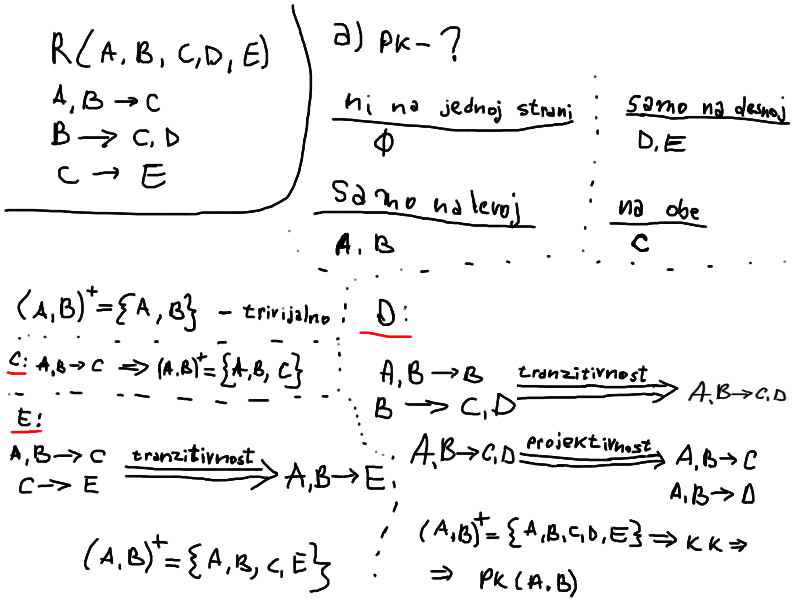 R(A, B, C, D, E)
A, B → C
B → C, D
C → E
a) PK - ?
ni na jednoj strani
Φ
samo na desnoj
D, E
samo na levoj
A, B
na obe
C
(A, B)⁺ = {A, B} - trivijalno
C: A, B → C ⟹ (A, B)⁺ = {A, B, C}
E:
A, B → C
C → E
tranzitivnost
A, B → E
(A, B)⁺ = {A, B, C, E}
D:
A, B → B
B → C, D
tranzitivnost
A, B → C, D
A, B → C, D
projektivnost
A, B → C
A, B → D
(A, B)⁺ = {A, B, C, D, E} ⟹ KK ⟹
⟹ PK(A, B)